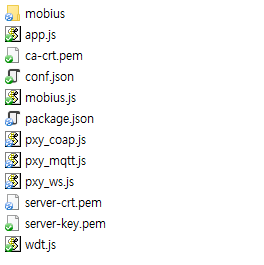 mobius
app.js
ca-crt.pem
conf.json
mobius.js
package.json
pxy_coap.js
pxy_mqtt.js
pxy_ws.js
server-crt.pem
server-key.pem
wdt.js